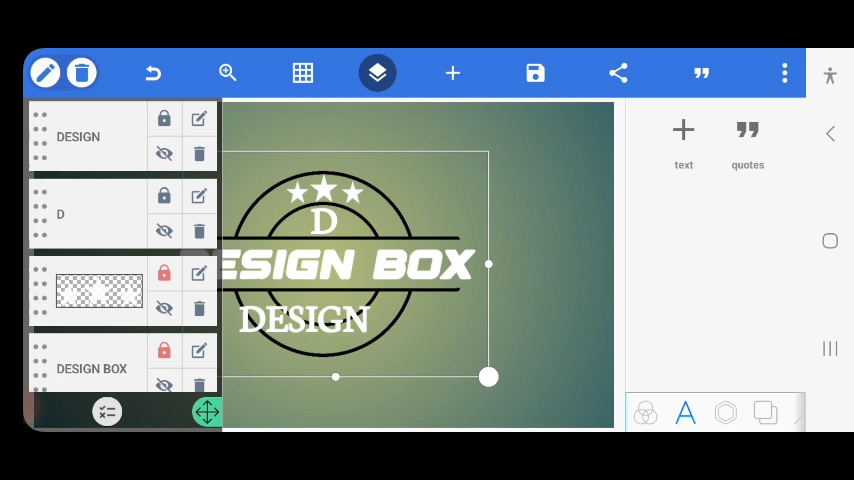 DESIGN
D
DESIGN BOX
D
ESIGN BOX
DESIGN
text
quotes